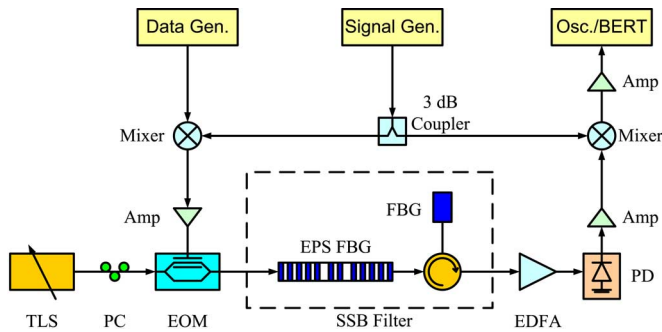 Data Gen.
Signal Gen.
Osc./BERT
Amp
3 dB
Coupler
Mixer
Mixer
Amp
FBG
Amp
EPS FBG
PD
TLS
PC
EOM
SSB Filter
EDFA